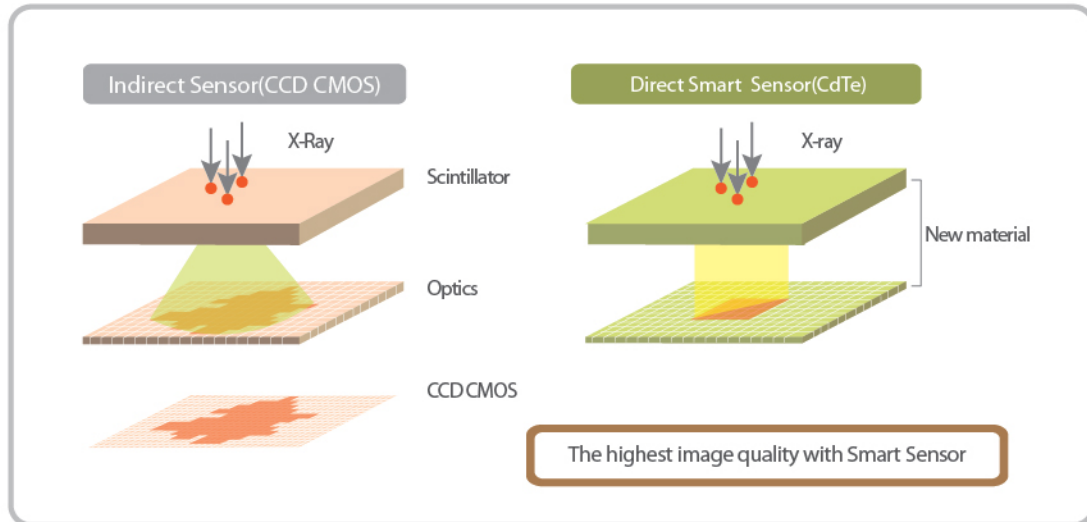 Indirect Sensor(CCD CMOS)
X-Ray
Scintillator
Optics
CCD CMOS
Direct Smart Sensor(CdTe)
X-ray
New material
The highest image quality with Smart Sensor